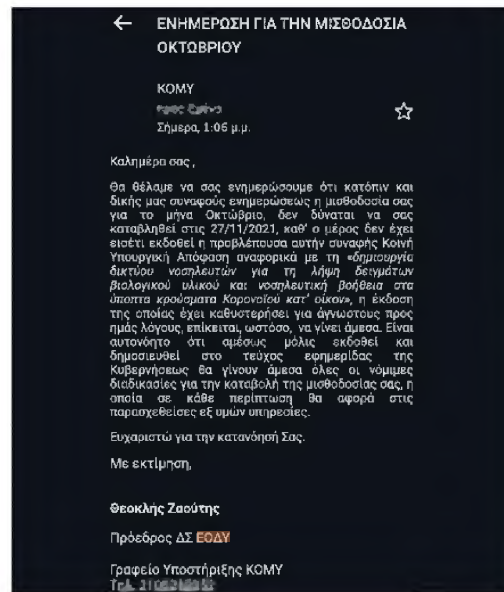 ΕΝΗΜΕΡΩΣΗ ΓΙΑ ΤΗΝ ΜΙΣΘΟΔΟΣΙΑ
ΟΚΤΩΒΡΙΟΥ
ΚΟΜΥ
Σήμερα, 1:06 μ.μ.
Καλημέρα σας ,
Θα θέλαμε να σας ενημερώσουμε ότι κατόπιν και
δικής μας συναφούς ενημερώσεως η μισθοδοσία σας
για το μήνα Οκτώβριο, δεν δύναται να σας
καταβληθεί στις 27/11/2021, καθ' ο μέρος δεν έχει
εισέτι εκδοθεί η προβλέπουσα αυτήν συναφής Κοινή
Υπουργική Απόφαση αναφορικά με τη «δημιουργία
δικτύου νοσηλευτών για τη λήψη δειγμάτων
βιολογικού υλικού και νοσηλευτική βοήθεια στα
ύποπτα κρούσματα Κορονοϊού κατ' οίκον», η έκδοση
της οποίας έχει καθυστερήσει για άγνωστους προς
ημάς λόγους, επίκειται, ωστόσο, να γίνει άμεσα. Είναι
αυτονόητο ότι αμέσως μόλις εκδοθεί και
δημοσιευθεί στο τεύχος εφημερίδας της
Κυβερνήσεως θα γίνουν άμεσα όλες οι νόμιμες
διαδικασίες για την καταβολή της μισθοδοσίας σας, η
οποία σε κάθε περίπτωση θα αφορά στις
παρασχεθείσες εξ υμών υπηρεσίες.
Ευχαριστώ για την κατανόησή Σας.
Με εκτίμηση,
Θεοκλής Ζαούτης
Πρόεδρος ΔΣ ΕΟΔΥ
Γραφείο Υποστήριξης ΚΟΜΥ
Τηλ.